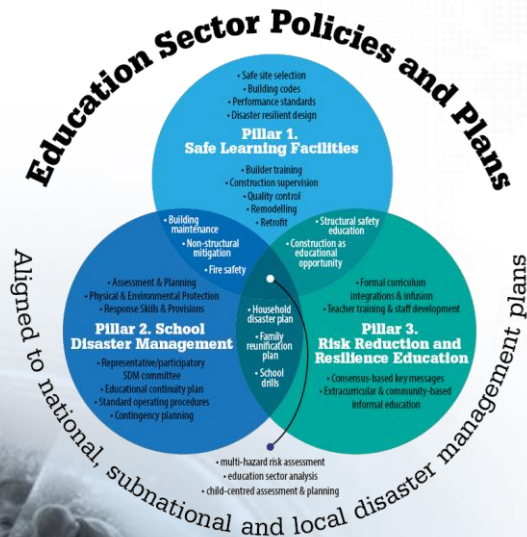 Education Sector Policies and Plans
• Safe site selection
• Building codes
• Performance standards
• Disaster resilient design
Pillar 1.
Safe Learning Facilities
• Builder training
• Construction supervision
• Quality control
• Remodelling
• Retrofit
• Building
maintenance
• Non-structural
mitigation
• Fire safety
• Structural safety
education
• Construction as
educational
opportunity
• Assessment & Planning
• Physical & Environmental Protection
• Response Skills & Provisions
Pillar 2. School
Disaster Management
• Representative/participatory
SDM committee
• Educational continuity plan
• Standard operating procedures
• Contingency planning
• Household
disaster plan
• Family
reunification
plan
• School
drills
• Formal curriculum
integrations & infusion
• Teacher training & staff development
Pillar 3.
Risk Reduction and
Resilience Education
• Consensus-based key messages
• Extracurricular & community-based
informal education
• multi-hazard risk assessment
• education sector analysis
• child-centred assessment & planning
Aligned to national, subnational and local disaster management plans